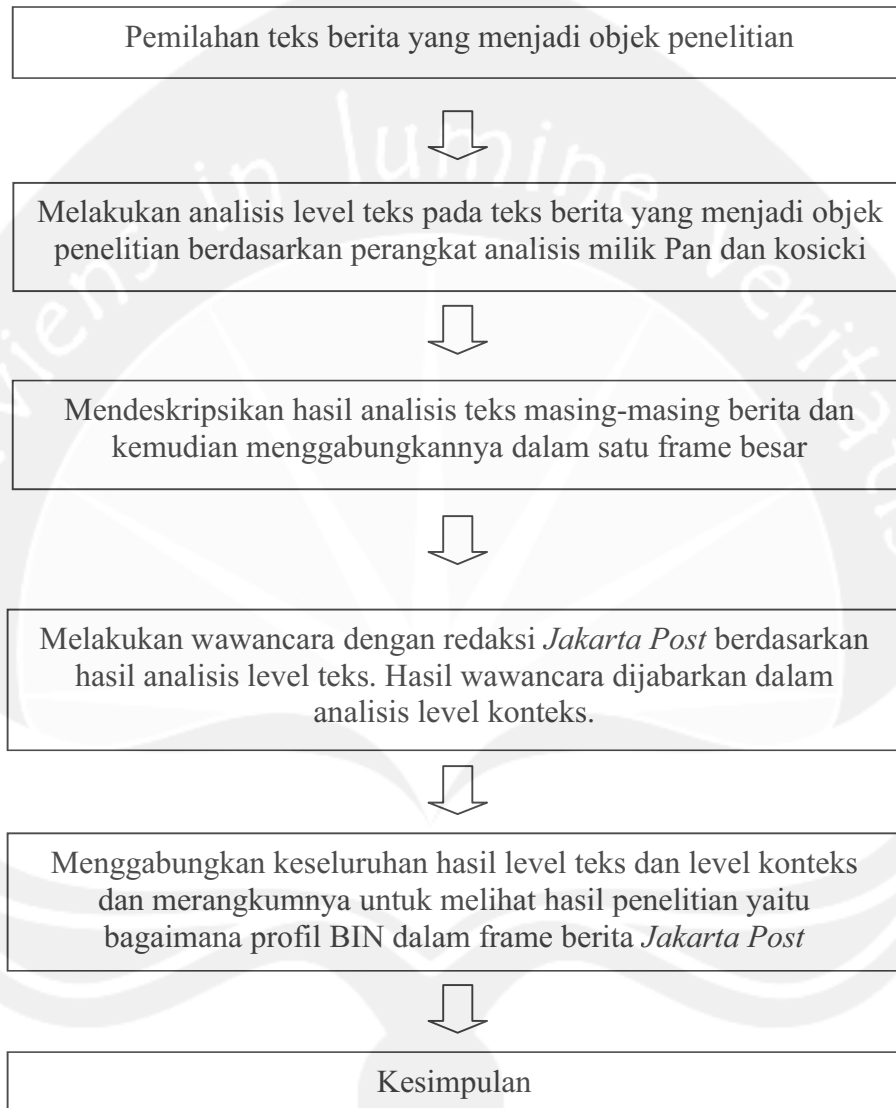 Pemilahan teks berita yang menjadi objek penelitian
Melakukan analisis level teks pada teks berita yang menjadi objek
penelitian berdasarkan perangkat analisis milik Pan dan kosicki
Mendeskripsikan hasil analisis teks masing-masing berita dan
kemudian menggabungkannya dalam satu frame besar
Melakukan wawancara dengan redaksi Jakarta Post berdasarkan
hasil analisis level teks. Hasil wawancara dijabarkan dalam
analisis level konteks.
Menggabungkan keseluruhan hasil level teks dan level konteks
dan merangkumnya untuk melihat hasil penelitian yaitu
bagaimana profil BIN dalam frame berita Jakarta Post
Kesimpulan
viens in lumine veritatis